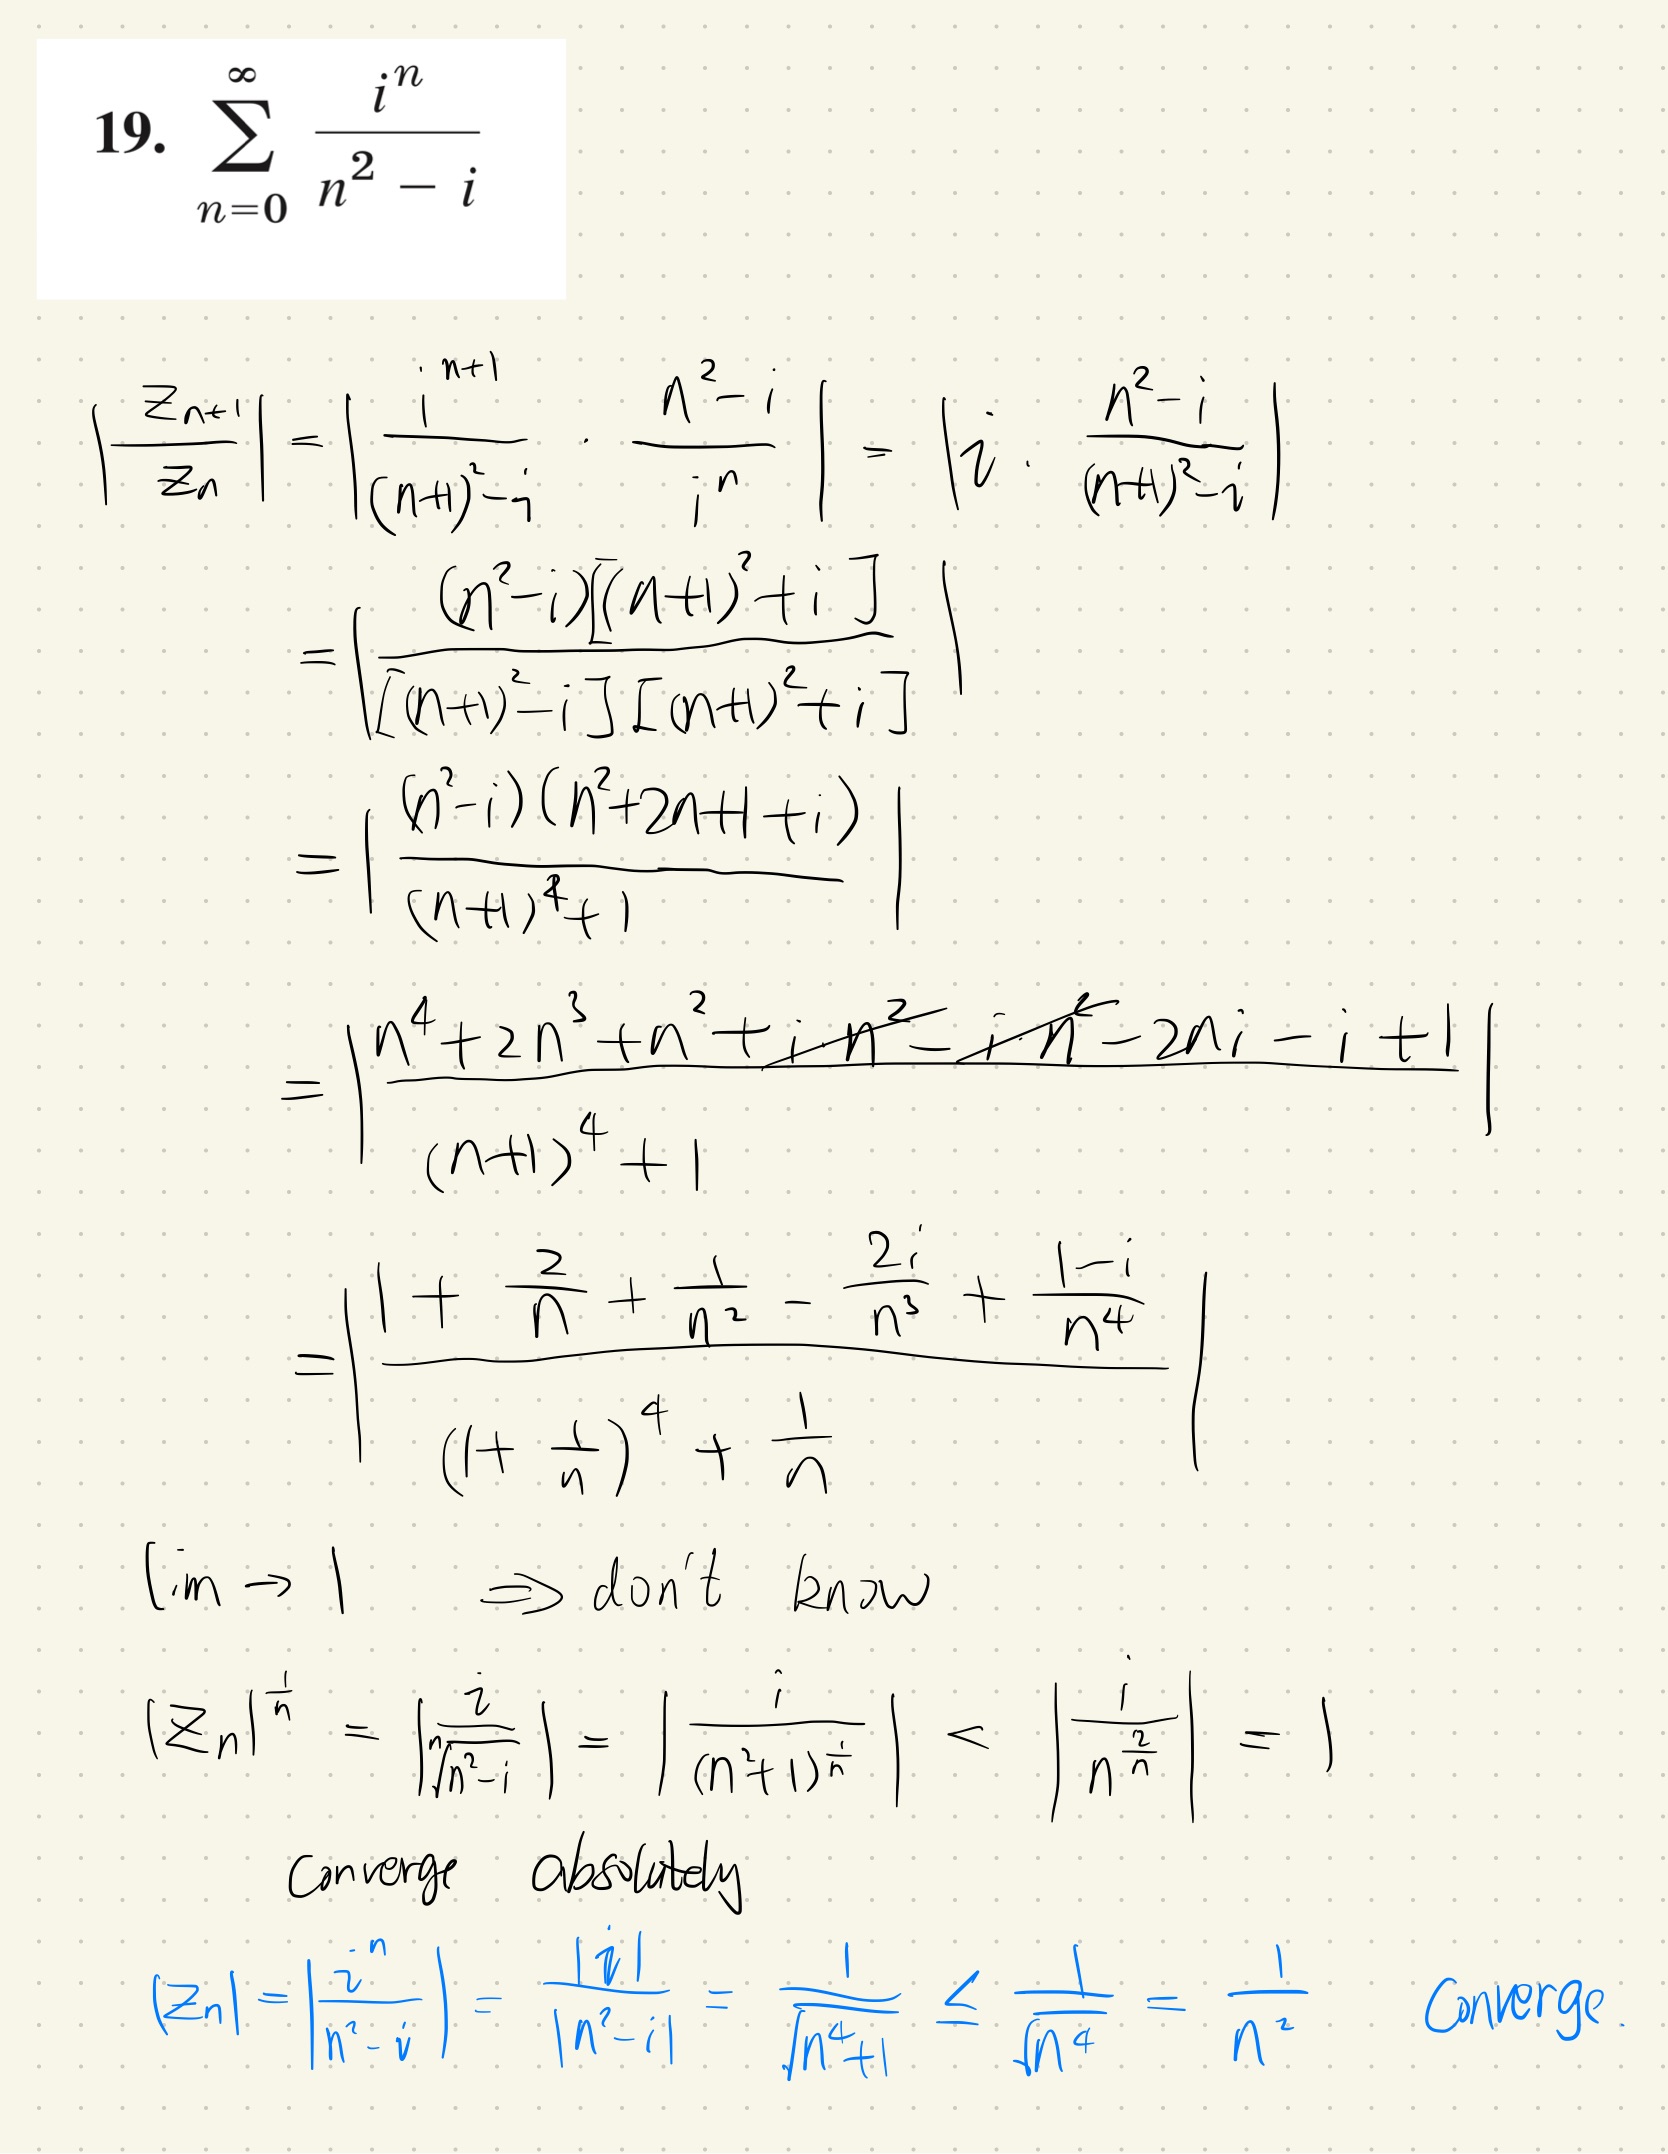 19. \sum_{n=0}^{\infty} \frac{i^n}{n^2 - i}
\left|\frac{z_{n+1}}{z_n}\right| = \left|\frac{i^{n+1}}{(n+1)^2-i} \cdot \frac{n^2-i}{i^n}\right| = \left|i \cdot \frac{n^2-i}{(n+1)^2-i}\right|
= \left|\frac{(n^2-i)[(n+1)^2+i]}{[(n+1)^2-i][(n+1)^2+i]}\right|
= \left|\frac{(n^2-i)(n^2+2n+1+i)}{(n+1)^4+1}\right|
= \left|\frac{n^4+2n^3+n^2+i \cdot n^2-i \cdot n^2-2ni-i+1}{(n+1)^4+1}\right|
= \left|\frac{1+\frac{2}{n}+\frac{1}{n^2}-\frac{2i}{n^3}+\frac{1-i}{n^4}}{(1+\frac{1}{n})^4+\frac{1}{n}}\right|
lim → 1 ⇒ don't know
|z_n|^{\frac{1}{n}} = \left|\frac{i}{\sqrt[n]{n^2-i}}\right| = \left|\frac{i}{(n^2+1)^{\frac{1}{n}}}\right| < \left|\frac{i}{n^{\frac{2}{n}}}\right| = 1
Converge absolutely
|z_n| = \left|\frac{i^n}{n^2-i}\right| = \frac{|i|}{|n^2-i|} = \frac{1}{\sqrt{n^4+1}} \le \frac{1}{\sqrt{n^4}} = \frac{1}{n^2} Converge.